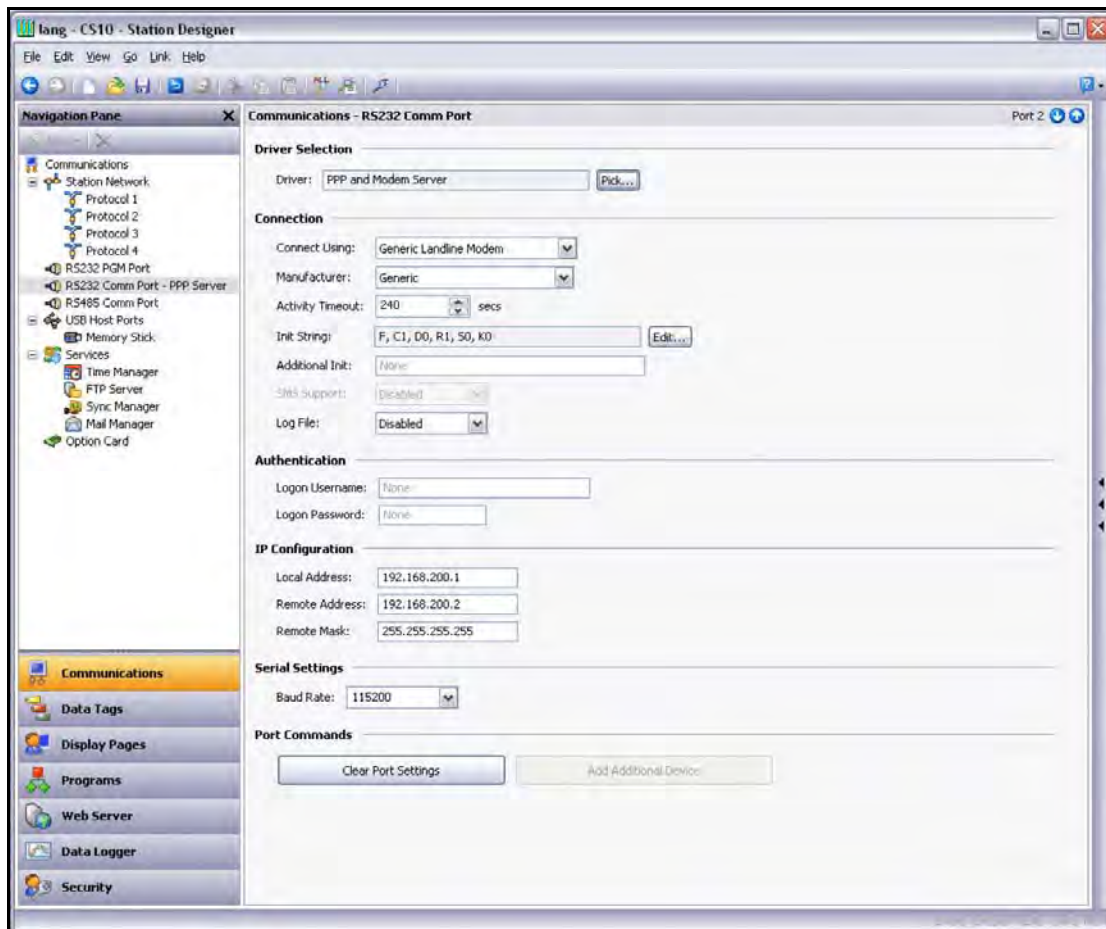 lang - CS10 - Station Designer
File Edit View Go Link Help
Navigation Pane
Communications - RS232 Comm Port
Port 2
Communications
Station Network
Protocol 1
Protocol 2
Protocol 3
Protocol 4
RS232 PGM Port
RS232 Comm Port - PPP Server
RS485 Comm Port
USB Host Ports
Memory Stick
Services
Time Manager
FTP Server
Sync Manager
Mail Manager
Option Card
Driver Selection
Driver: PPP and Modem Server Pick...
Connection
Connect Using: Generic Landline Modem
Manufacturer: Generic
Activity Timeout: 240 secs
Init String: F, C1, D0, R1, S0, K0 Edit...
Additional Init: None
SMS Support: Disabled
Log File: Disabled
Authentication
Logon Username: None
Logon Password: None
IP Configuration
Local Address: 192.168.200.1
Remote Address: 192.168.200.2
Remote Mask: 255.255.255.255
Serial Settings
Baud Rate: 115200
Port Commands
Clear Port Settings Add Additional Device
Communications
Data Tags
Display Pages
Programs
Web Server
Data Logger
Security